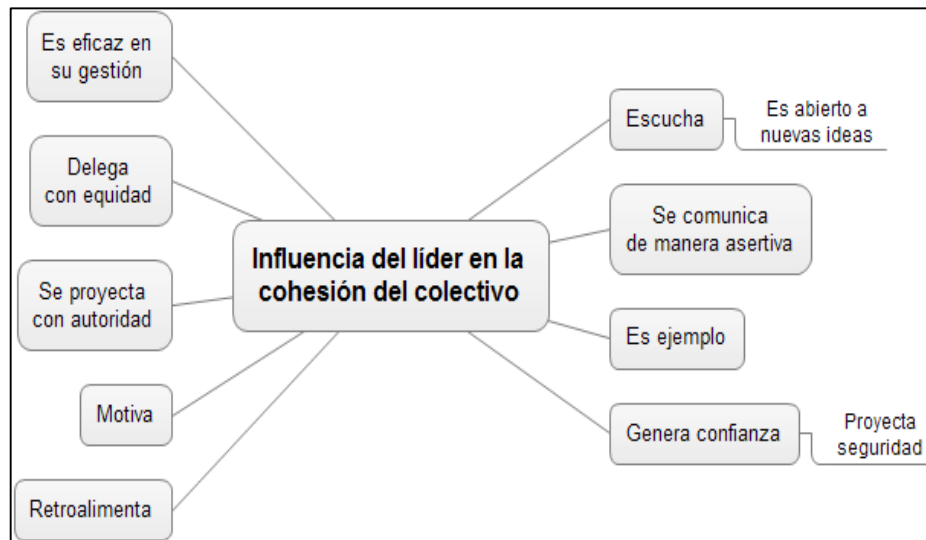 Es eficaz en
su gestión
Delega
con equidad
Se proyecta
con autoridad
Motiva
Retroalimenta
Influencia del líder en la
cohesión del colectivo
Escucha
Es abierto a
nuevas ideas
Se comunica
de manera asertiva
Es ejemplo
Genera confianza
Proyecta
seguridad